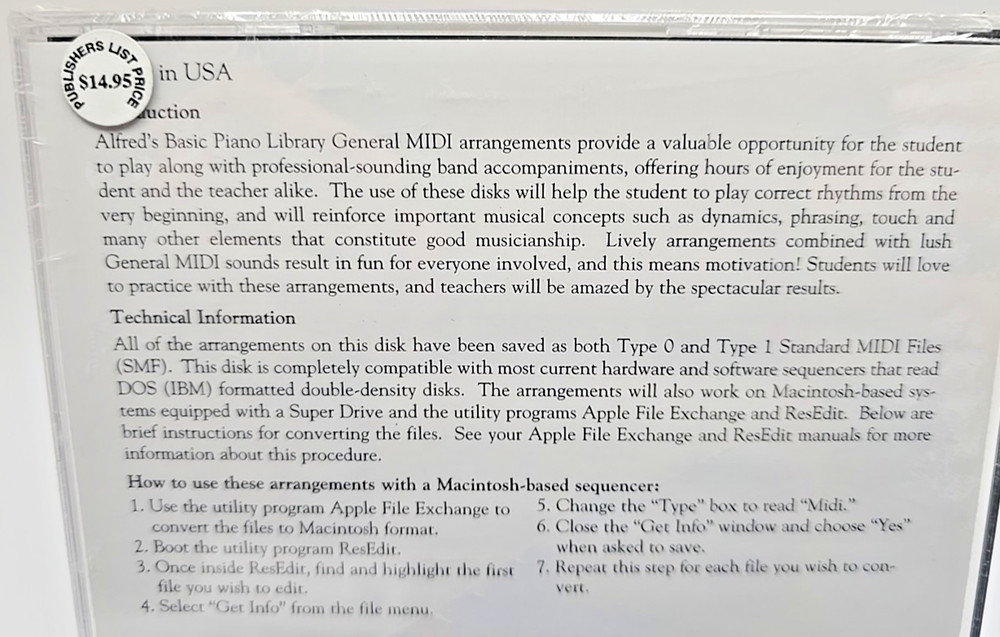 PUBLISHERS LIST PRICE
$14.95
in USA
duction
Alfred's Basic Piano Library General MIDI arrangements provide a valuable opportunity for the student
to play along with professional-sounding band accompaniments, offering hours of enjoyment for the stu-
dent and the teacher alike. The use of these disks will help the student to play correct rhythms from the
very beginning, and will reinforce important musical concepts such as dynamics, phrasing, touch and
many other elements that constitute good musicianship. Lively arrangements combined with lush
General MIDI sounds result in fun for everyone involved, and this means motivation! Students will love
to practice with these arrangements, and teachers will be amazed by the spectacular results.
Technical Information
All of the arrangements on this disk have been saved as both Type 0 and Type 1 Standard MIDI Files
(SMF). This disk is completely compatible with most current hardware and software sequencers that read
DOS (IBM) formatted double-density disks. The arrangements will also work on Macintosh-based sys-
tems equipped with a Super Drive and the utility programs Apple File Exchange and ResEdit. Below are
brief instructions for converting the files. See your Apple File Exchange and ResEdit manuals for more
information about this procedure.
How to use these arrangements with a Macintosh-based sequencer:
1. Use the utility program Apple File Exchange to
convert the files to Macintosh format.
2. Boot the utility program ResEdit.
3. Once inside ResEdit, find and highlight the first
file you wish to edit.
4. Select "Get Info" from the file menu.
5. Change the "Type" box to read "Midi."
6. Close the "Get Info" window and choose "Yes"
when asked to save.
7. Repeat this step for each file you wish to con-
vert.